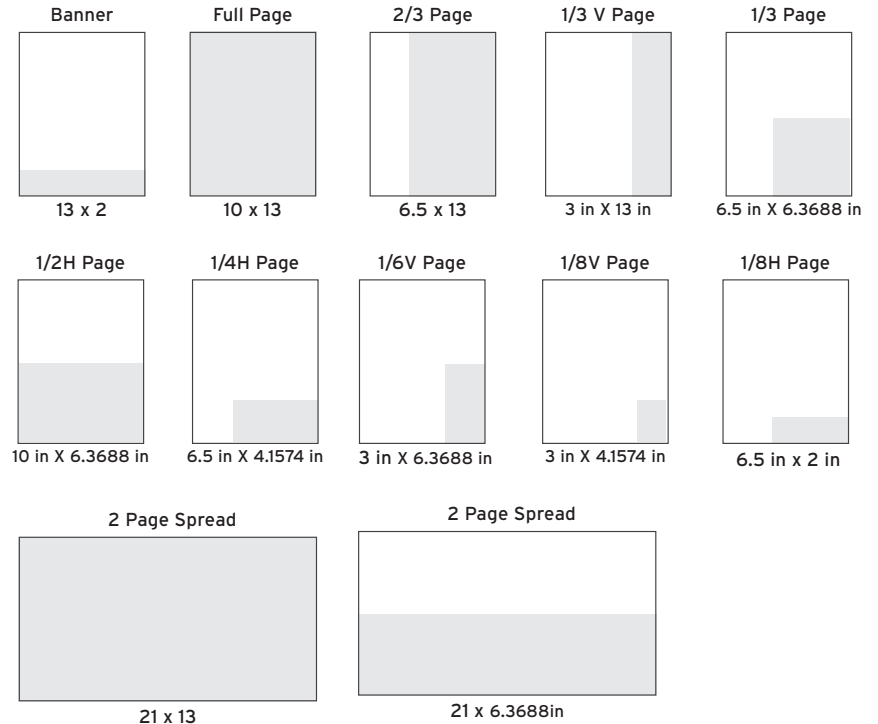 Banner
Full Page
2/3 Page
1/3 V Page
1/3 Page
13 x 2
10 x 13
6.5 x 13
3 in X 13 in
6.5 in X 6.3688 in
1/2H Page
1/4H Page
1/6V Page
1/8V Page
1/8H Page
10 in X 6.3688 in
6.5 in X 4.1574 in
3 in X 6.3688 in
3 in X 4.1574 in
6.5 in x 2 in
2 Page Spread
2 Page Spread
21 x 13
21 x 6.3688in